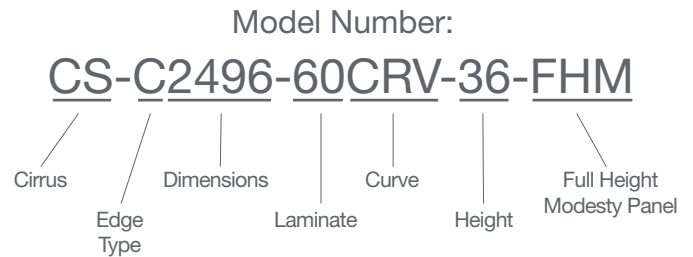 Model Number:
CS-C2496-60CRV-36-FHM
Cirrus
Edge
Type
Dimensions
Laminate
Curve
Height
Full Height
Modesty Panel